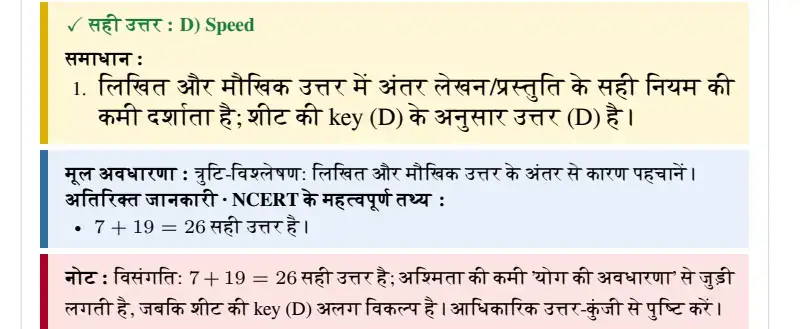 ✓ सही उत्तर : D) Speed
समाधान :
1. लिखित और मौखिक उत्तर में अंतर लेखन/प्रस्तुति के सही नियम की
कमी दर्शाता है; शीट की key (D) के अनुसार उत्तर (D) है।
मूल अवधारणा : त्रुटि-विश्लेषण: लिखित और मौखिक उत्तर के अंतर से कारण पहचानें।
अतिरिक्त जानकारी · NCERT के महत्वपूर्ण तथ्य :
• 7 + 19 = 26 सही उत्तर है।
नोट : विसंगति: 7 + 19 = 26 सही उत्तर है; अश्मिता की कमी 'योग की अवधारणा' से जुड़ी
लगती है, जबकि शीट की key (D) अलग विकल्प है। आधिकारिक उत्तर-कुंजी से पुष्टि करें।